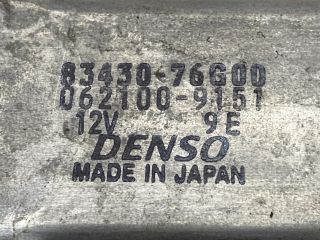 83430-76G00
062100-9151
12V 9E
DENSO
MADE IN JAPAN